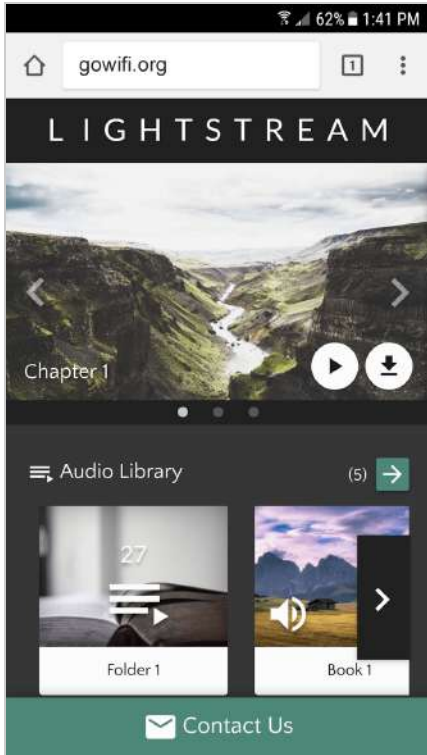 62% 1:41 PM
gowifi.org
1
LIGHTSTREAM
Chapter 1
Audio Library (5)
27
Folder 1 Book 1
Contact Us